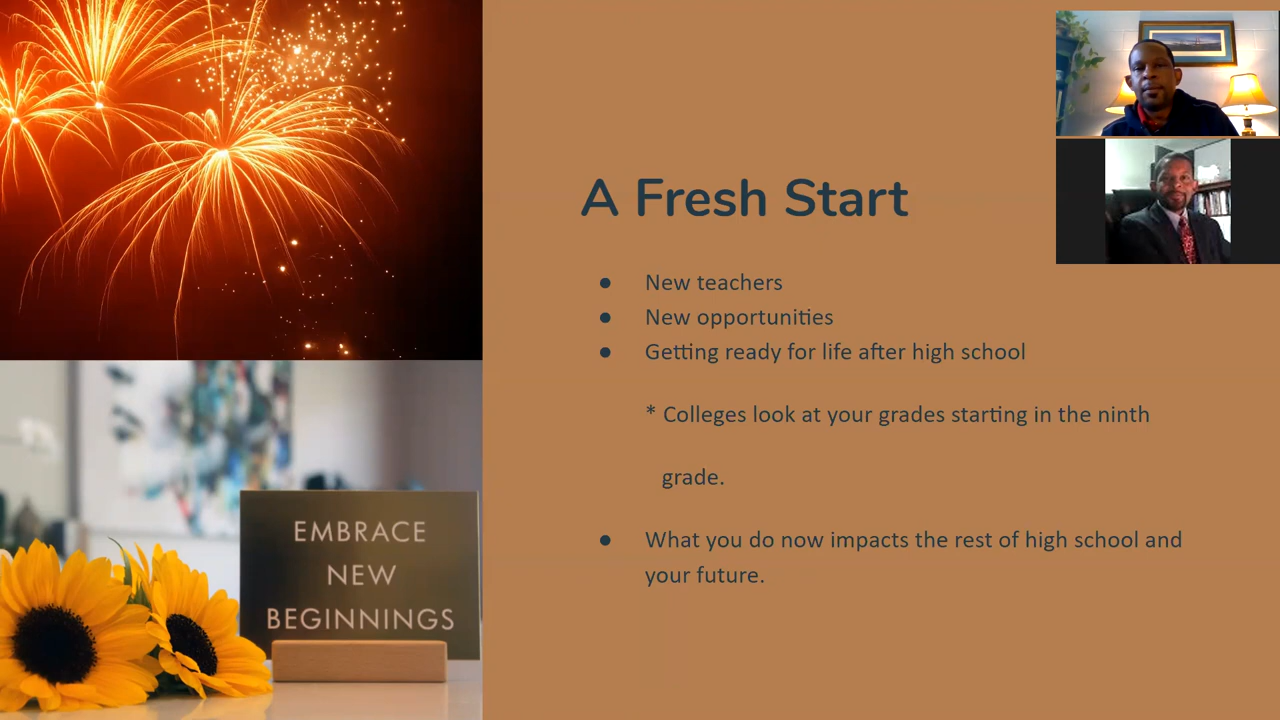 A Fresh Start
● New teachers
● New opportunities
● Getting ready for life after high school
* Colleges look at your grades starting in the ninth
grade.
● What you do now impacts the rest of high school and
your future.
EMBRACE
NEW
BEGINNINGS